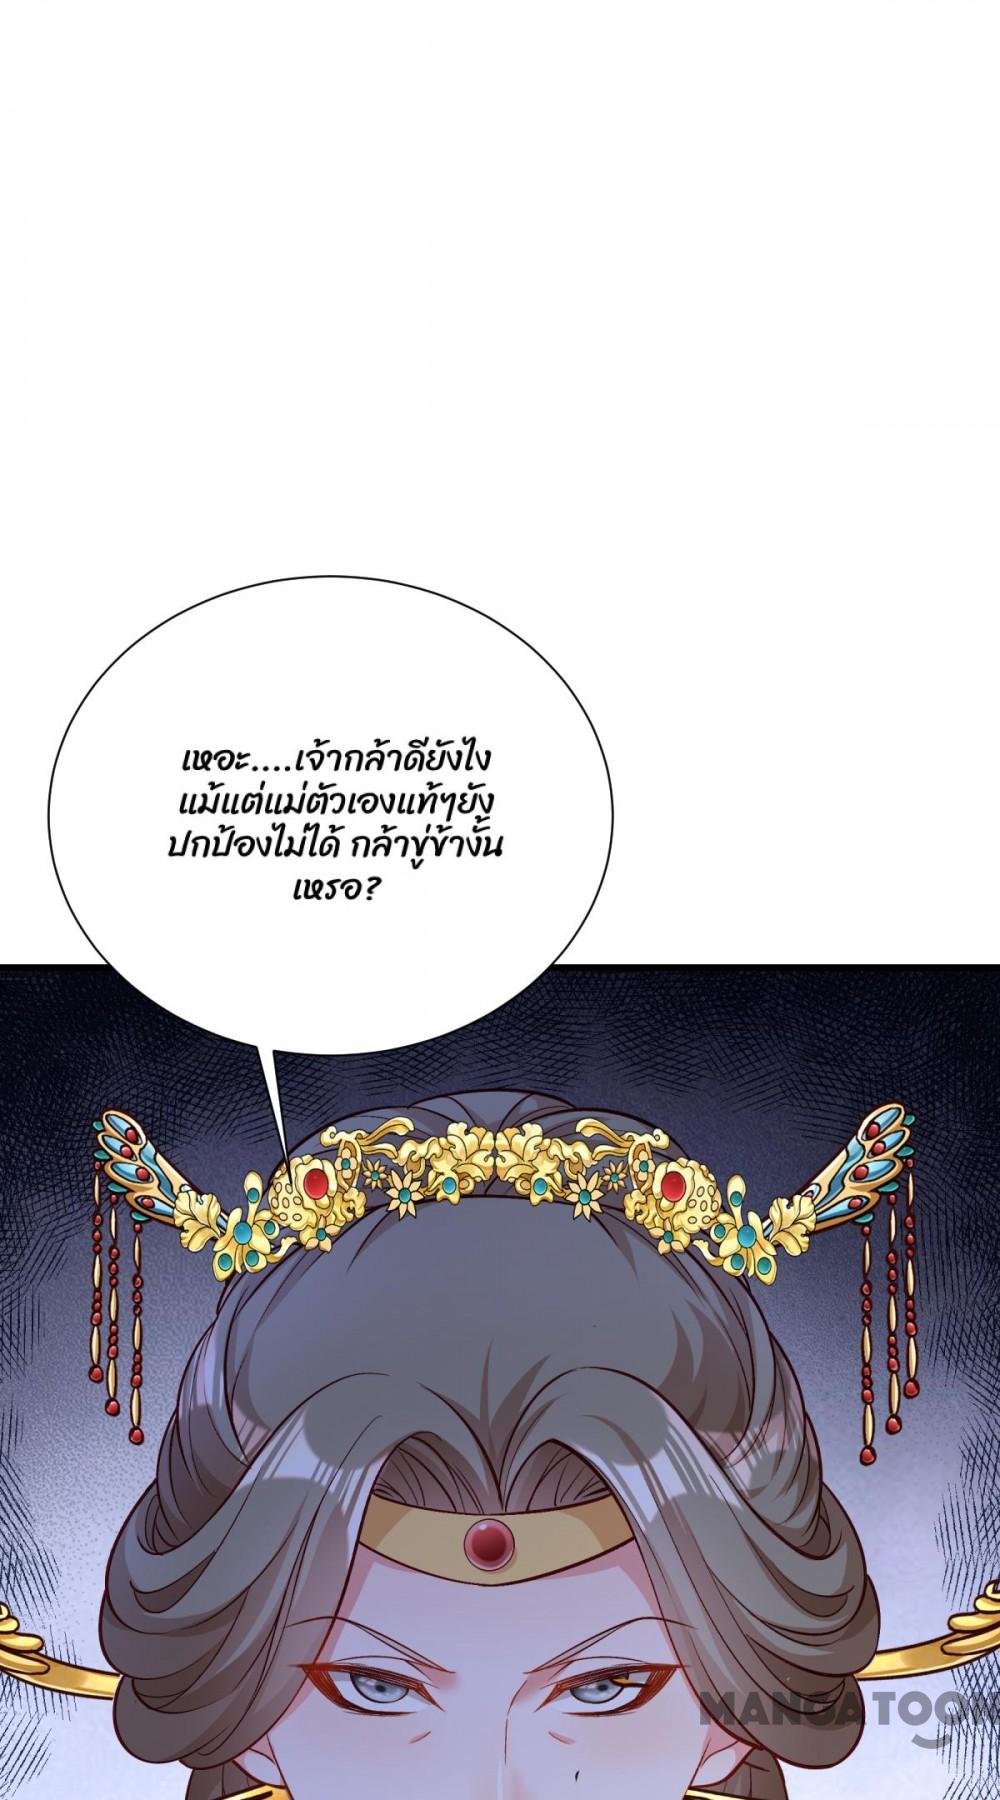 เหอะ....เจ้ากล้าดียังไง
แม้แต่แม่ตัวเองแท้ๆยัง
ปกป้องไม่ได้ กล้าขู่ข้างั้น
เหรอ?
MANGATOON